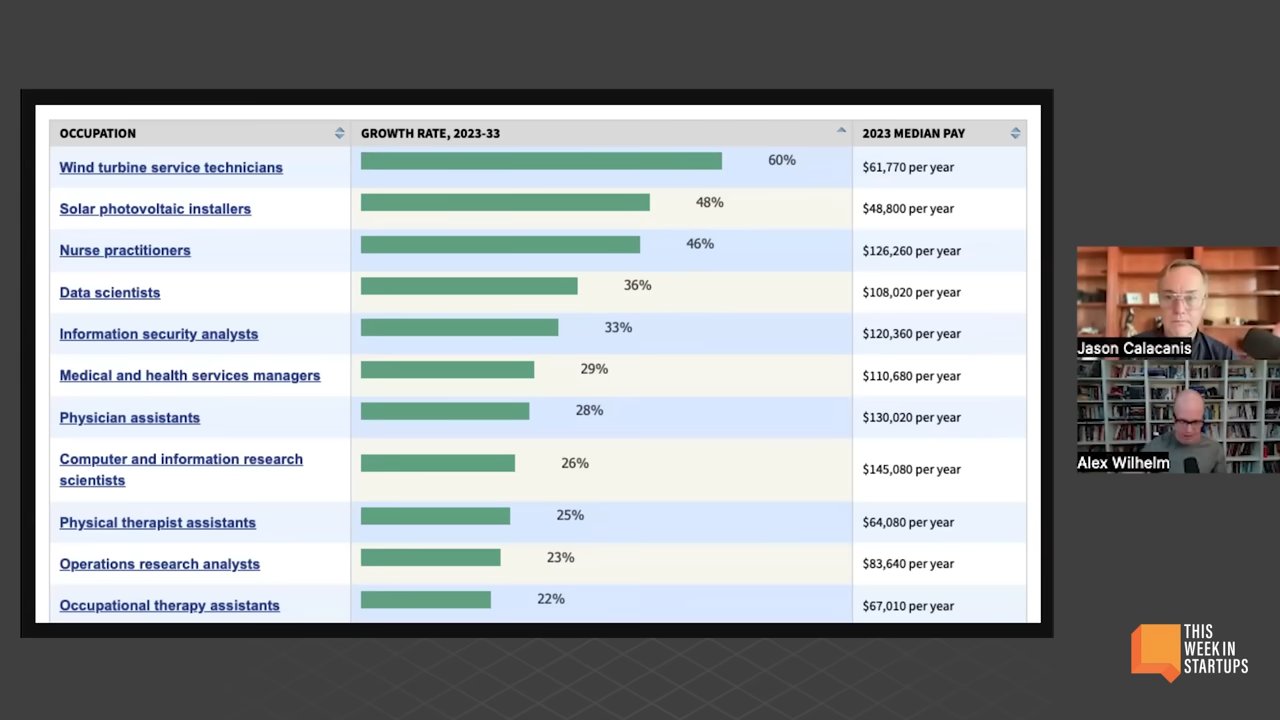 OCCUPATION GROWTH RATE, 2023-33 2023 MEDIAN PAY
Wind turbine service technicians 60% $61,770 per year
Solar photovoltaic installers 48% $48,800 per year
Nurse practitioners 46% $126,260 per year
Data scientists 36% $108,020 per year
Information security analysts 33% $120,360 per year
Medical and health services managers 29% $110,680 per year
Physician assistants 28% $130,020 per year
Computer and information research
scientists 26% $145,080 per year
Physical therapist assistants 25% $64,080 per year
Operations research analysts 23% $83,640 per year
Occupational therapy assistants 22% $67,010 per year
Jason Calacanis
Alex Wilhelm
THIS
WEEK IN
STARTUPS